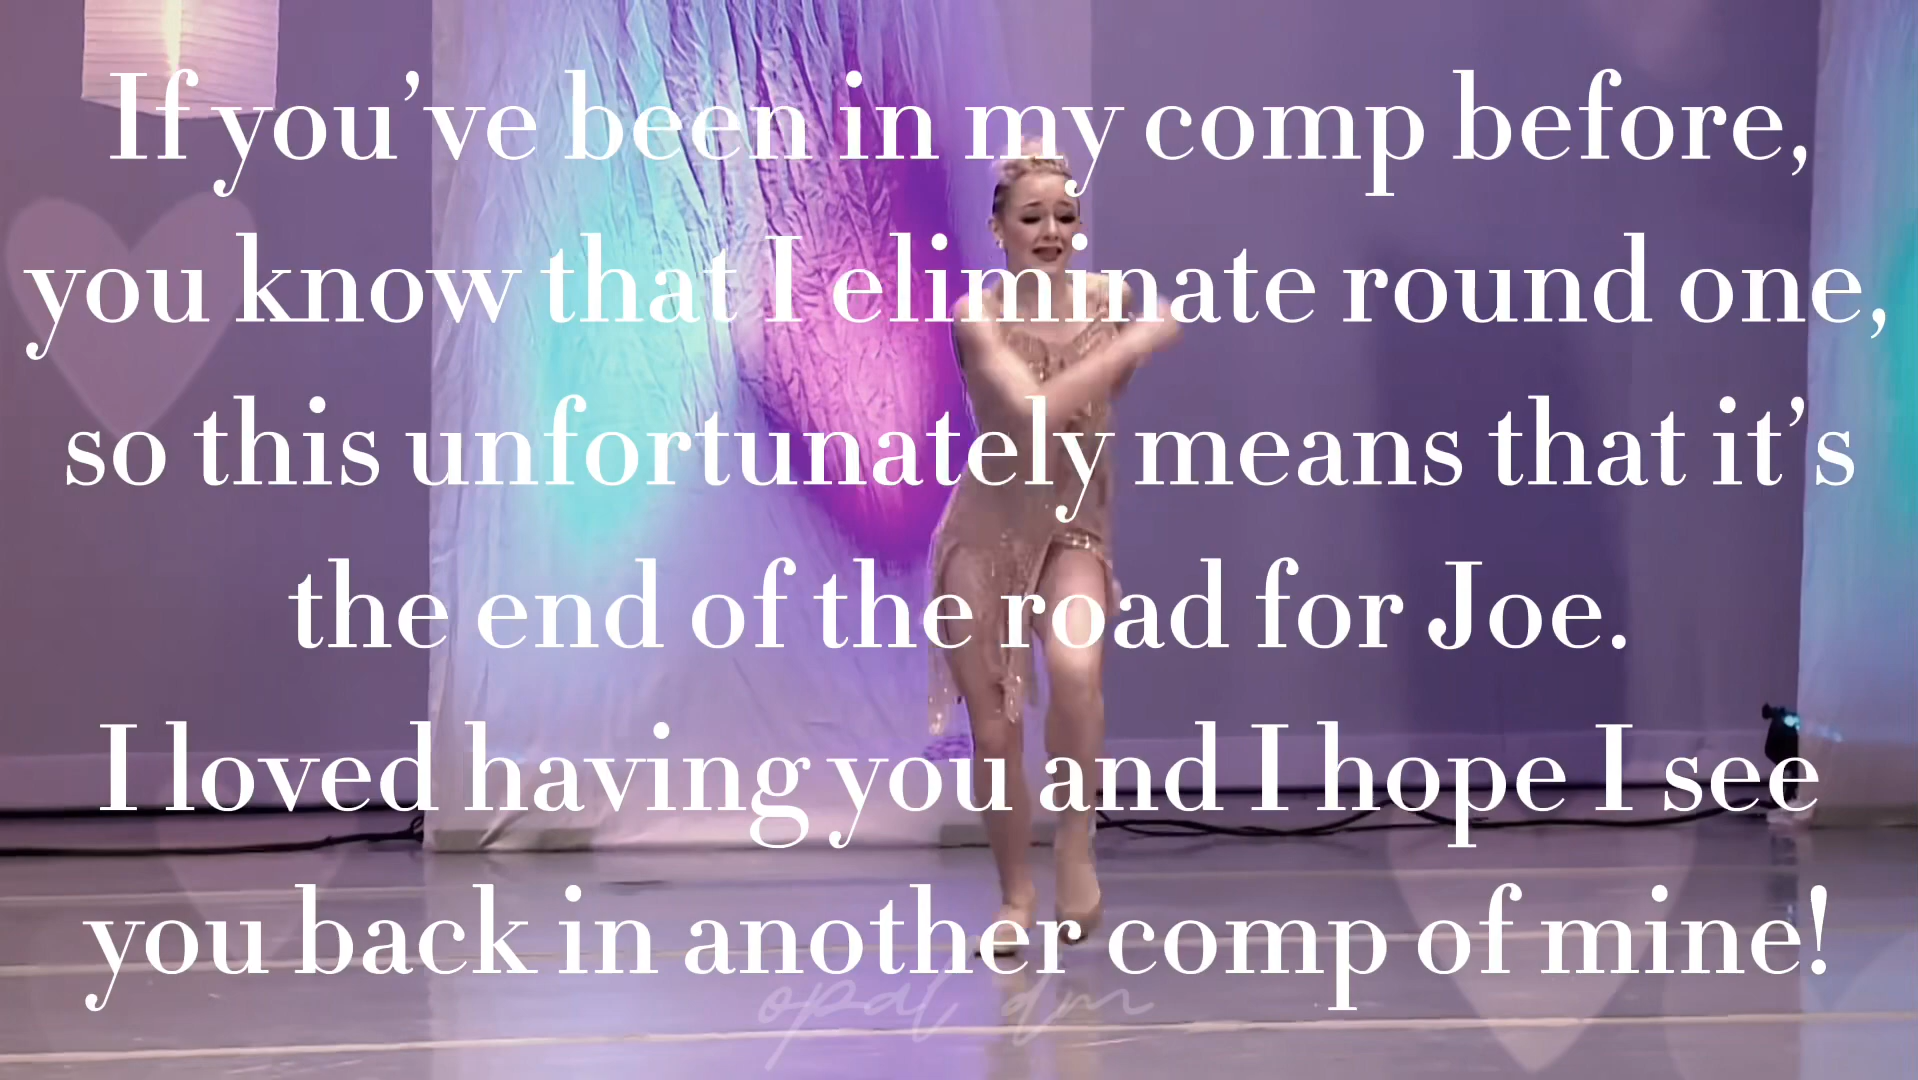 If you’ve been in my comp before,
you know that I eliminate round one,
so this unfortunately means that it’s
the end of the road for Joe.
I loved having you and I hope I see
you back in another comp of mine!
opal dm